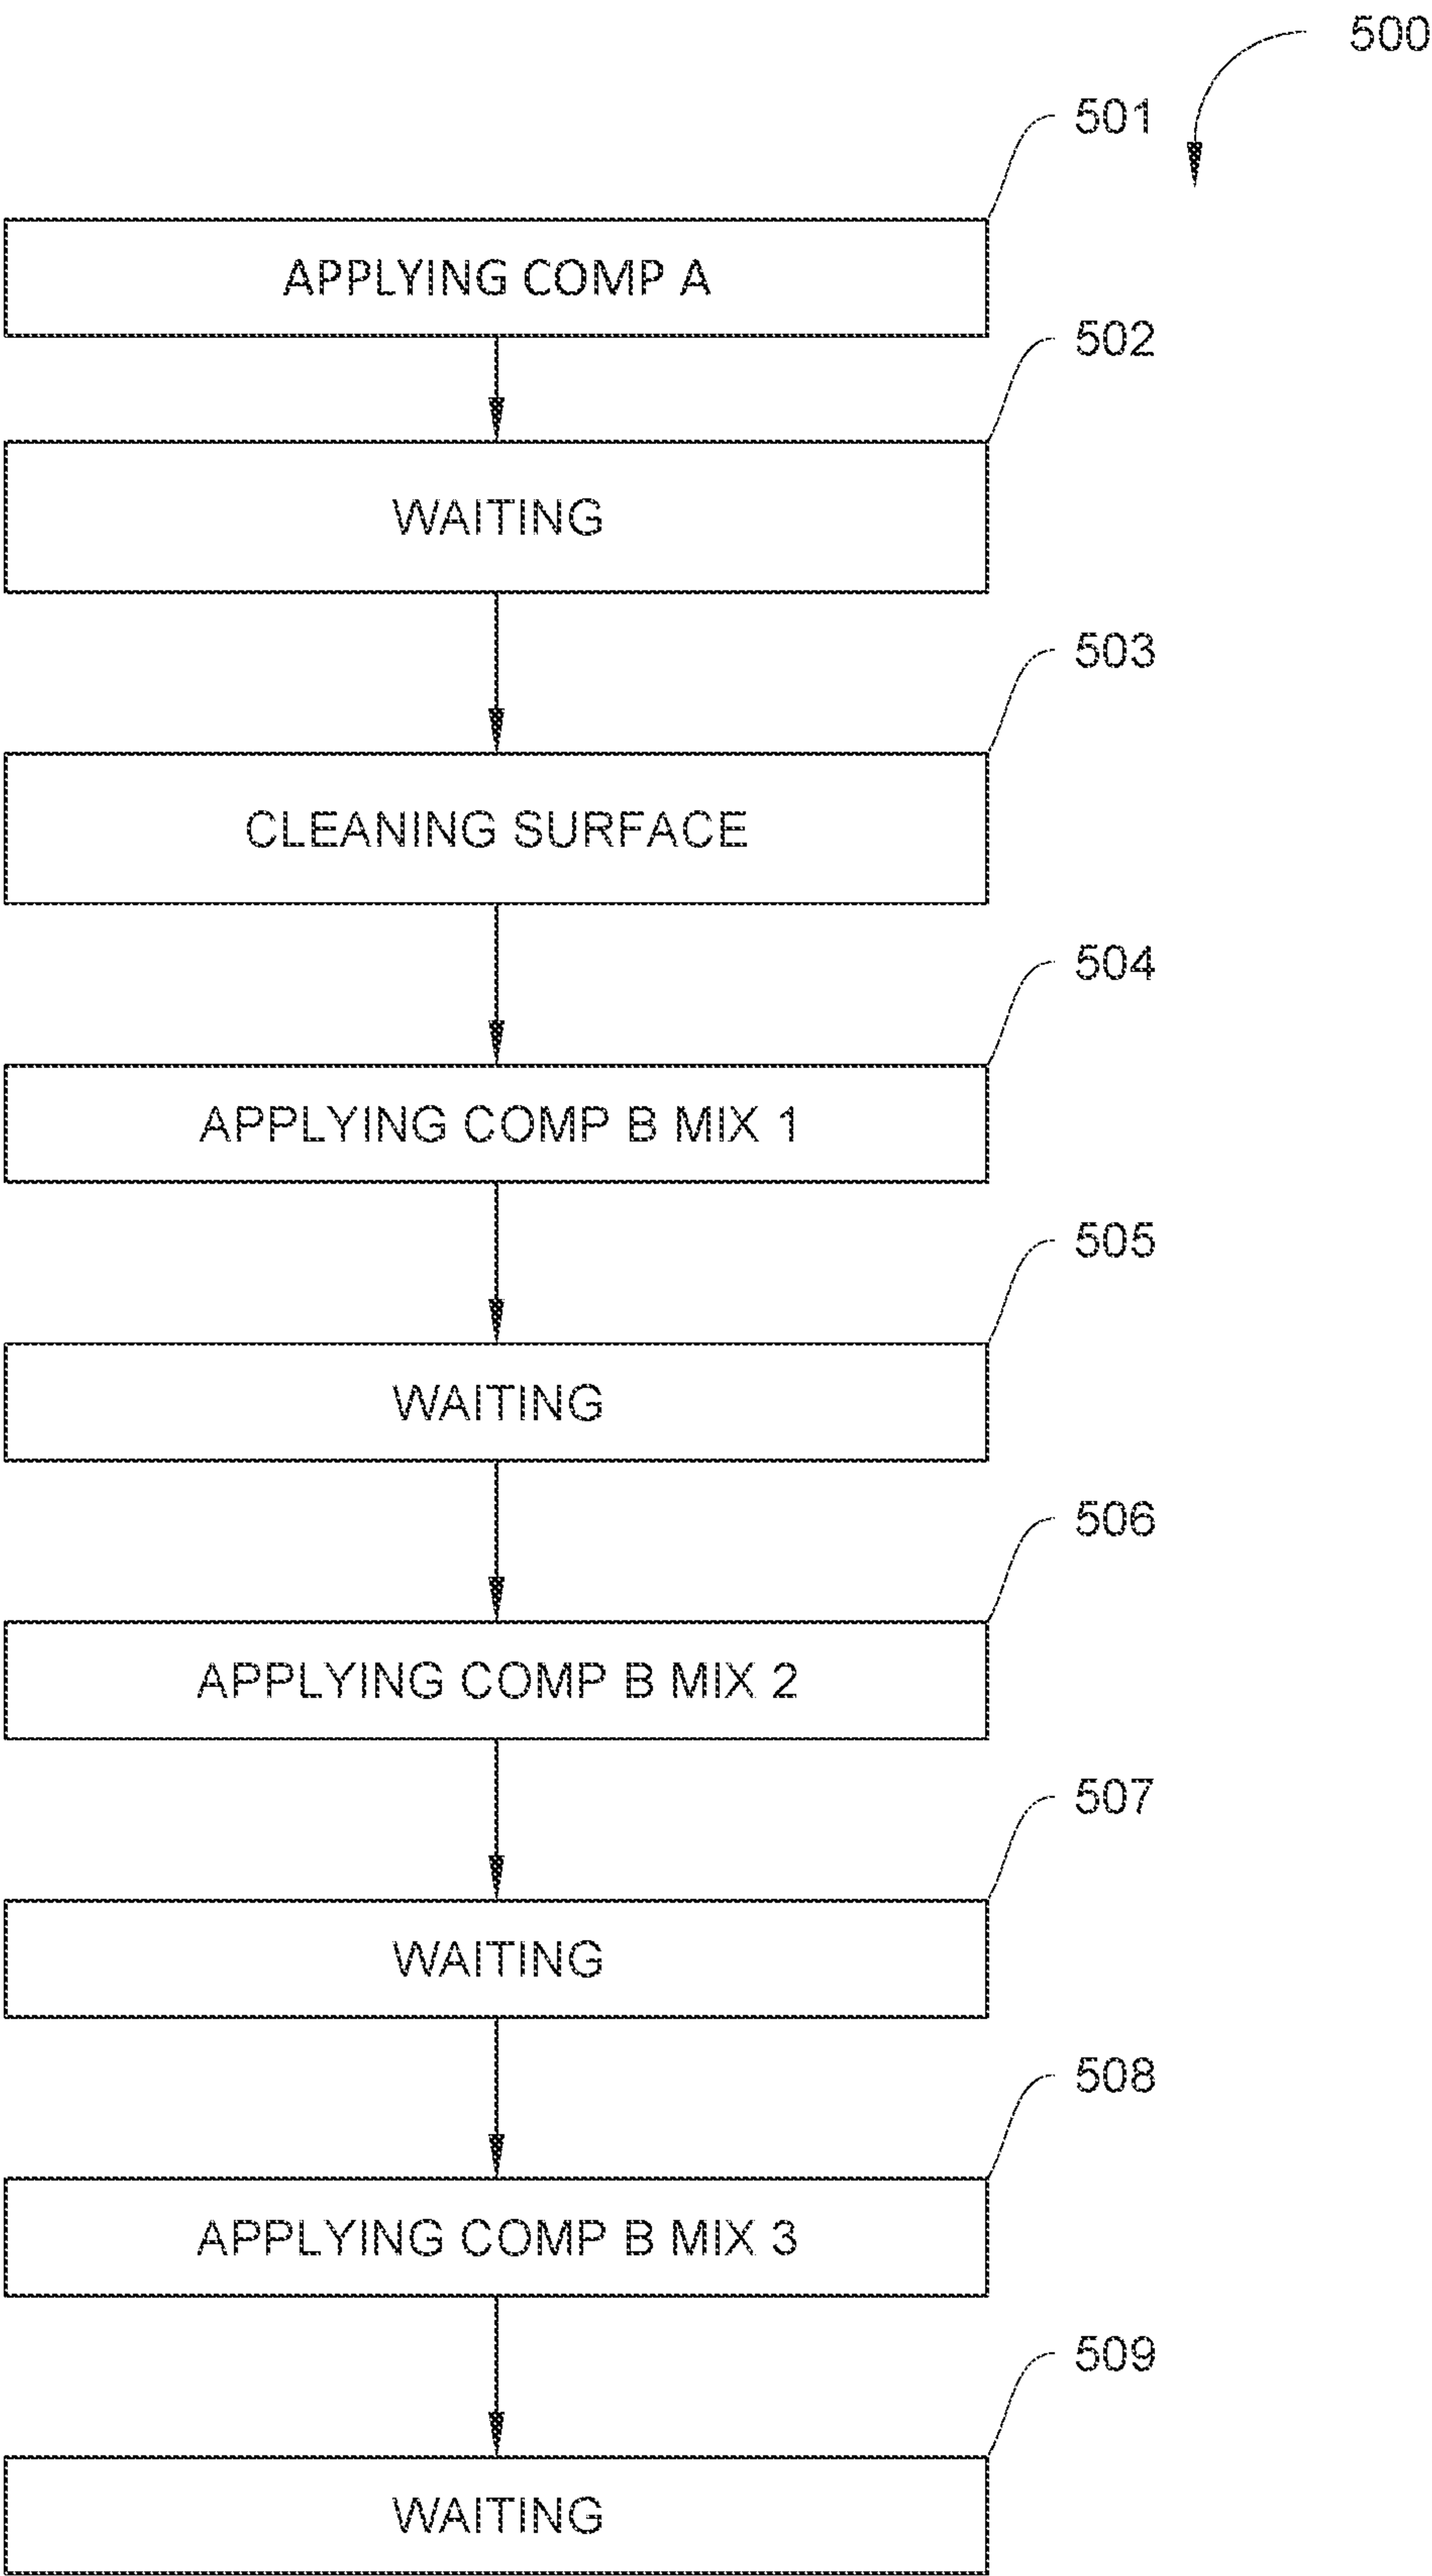 500
501
APPLYING COMP A
502
WAITING
503
CLEANING SURFACE
504
APPLYING COMP B MIX 1
505
WAITING
506
APPLYING COMP B MIX 2
507
WAITING
508
APPLYING COMP B MIX 3
509
WAITING